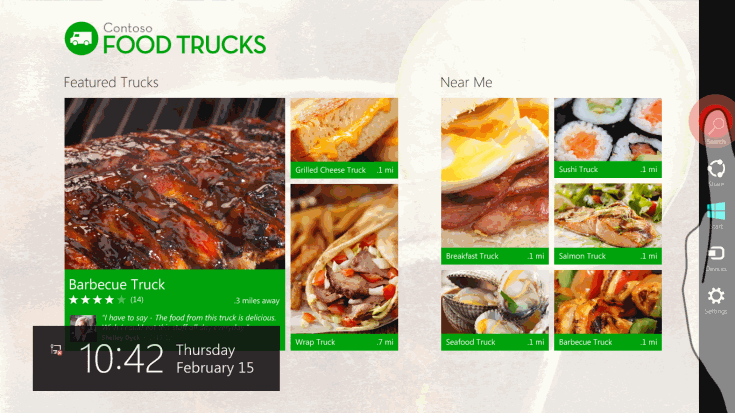 Contoso
FOOD TRUCKS
Featured Trucks
Near Me
Grilled Cheese Truck .1 mi
Sushi Truck .1 mi
Breakfast Truck .1 mi
Salmon Truck .1 mi
Barbecue Truck
(14) .3 miles away
"I have to say - The food from this truck is delicious.
Wrap Truck .7 mi
Seafood Truck .1 mi
Barbecue Truck .1 mi
10:42
Thursday
February 15
Search
Share
Start
Devices
Settings